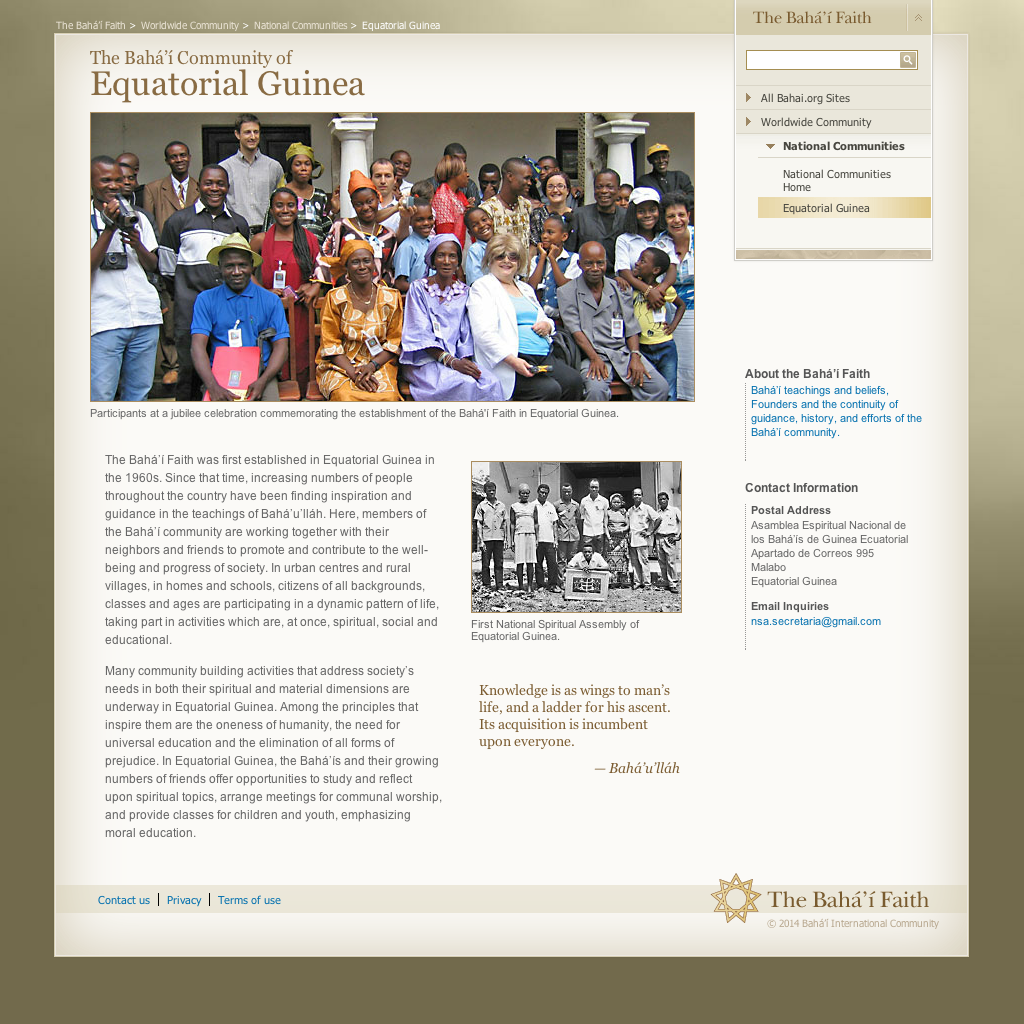 The Bahá’í Faith > Worldwide Community > National Communities > Equatorial Guinea
The Bahá’í Faith
The Bahá’í Community of
Equatorial Guinea
All Bahai.org Sites
Worldwide Community
National Communities
National Communities
Home
Equatorial Guinea
Participants at a jubilee celebration commemorating the establishment of the Bahá'í Faith in Equatorial Guinea.
The Bahá’í Faith was first established in Equatorial Guinea in
the 1960s. Since that time, increasing numbers of people
throughout the country have been finding inspiration and
guidance in the teachings of Bahá’u’lláh. Here, members of
the Bahá’í community are working together with their
neighbors and friends to promote and contribute to the well-
being and progress of society. In urban centres and rural
villages, in homes and schools, citizens of all backgrounds,
classes and ages are participating in a dynamic pattern of life,
taking part in activities which are, at once, spiritual, social and
educational.
Many community building activities that address society’s
needs in both their spiritual and material dimensions are
underway in Equatorial Guinea. Among the principles that
inspire them are the oneness of humanity, the need for
universal education and the elimination of all forms of
prejudice. In Equatorial Guinea, the Bahá’ís and their growing
numbers of friends offer opportunities to study and reflect
upon spiritual topics, arrange meetings for communal worship,
and provide classes for children and youth, emphasizing
moral education.
First National Spiritual Assembly of
Equatorial Guinea.
Knowledge is as wings to man’s
life, and a ladder for his ascent.
Its acquisition is incumbent
upon everyone.
— Bahá’u’lláh
About the Bahá’í Faith
Bahá’í teachings and beliefs,
Founders and the continuity of
guidance, history, and efforts of the
Bahá’í community.
Contact Information
Postal Address
Asamblea Espiritual Nacional de
los Bahá’ís de Guinea Ecuatorial
Apartado de Correos 995
Malabo
Equatorial Guinea
Email Inquiries
nsa.secretaria@gmail.com
Contact us | Privacy | Terms of use
The Bahá’í Faith
© 2014 Bahá'í International Community